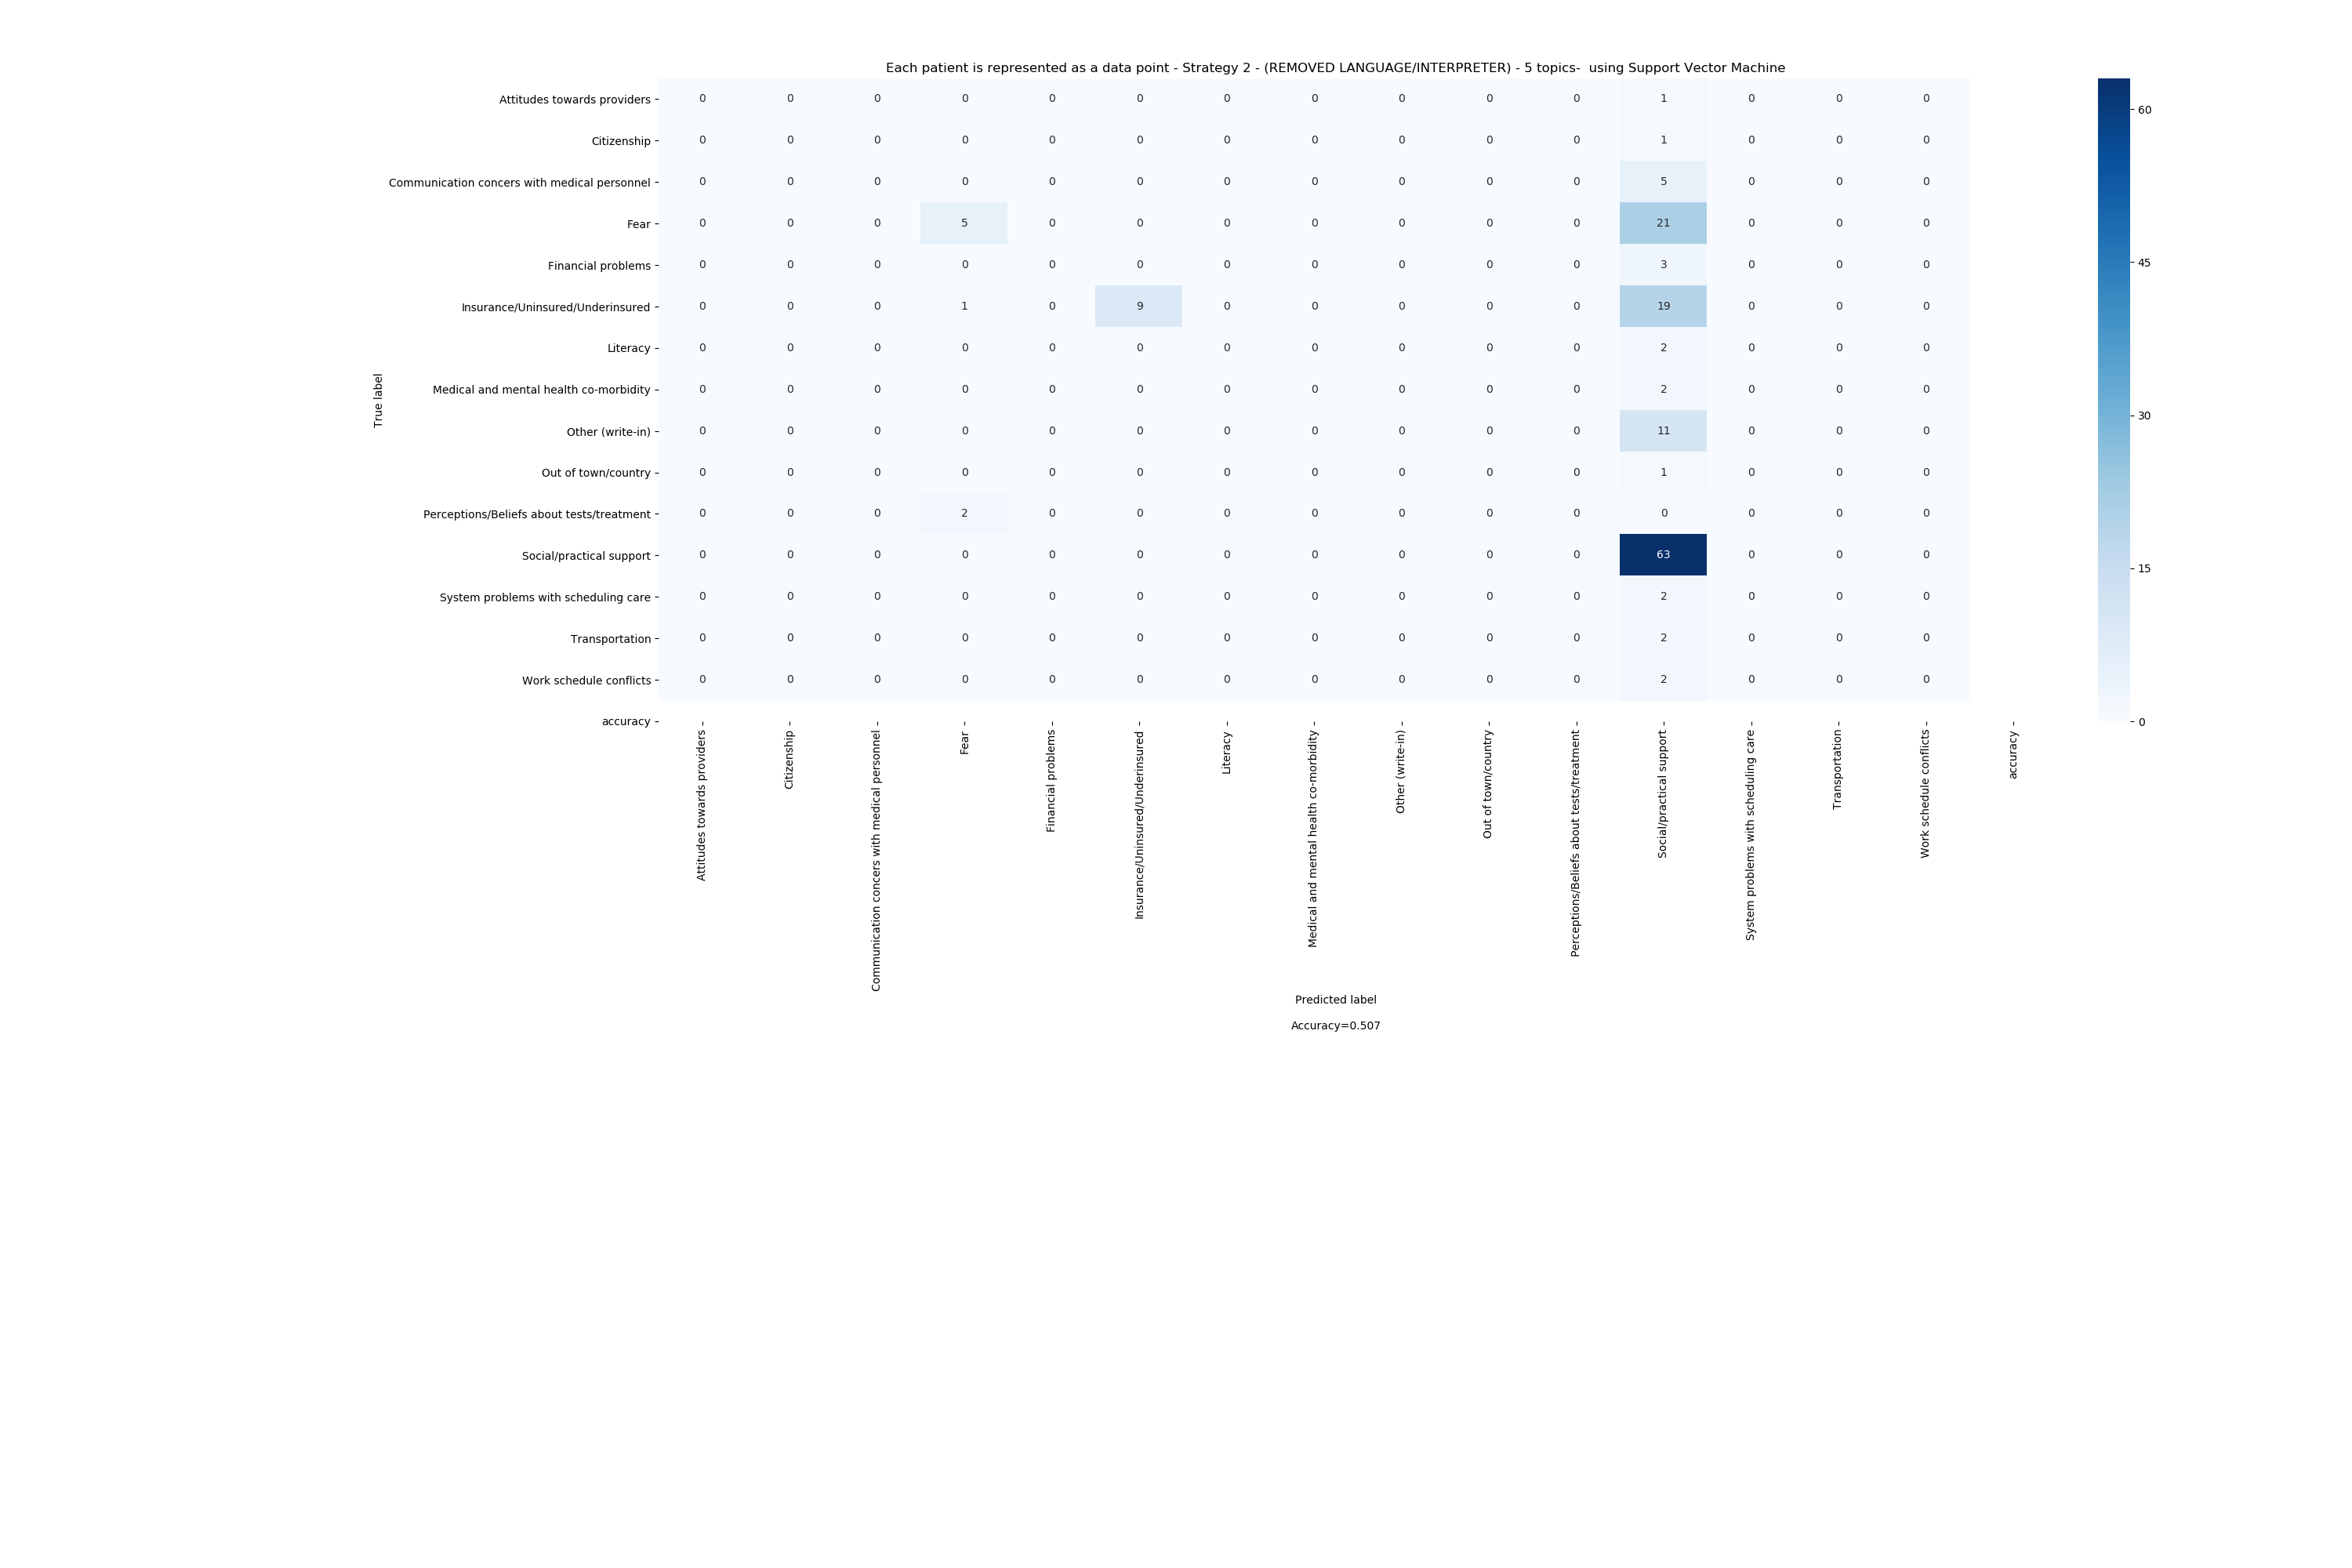 Each patient is represented as a data point - Strategy 2 - (REMOVED LANGUAGE/INTERPRETER) - 5 topics-  using Support Vector Machine
Attitudes towards providers 0 0 0 0 0 0 0 0 0 0 0 1 0 0 0
Citizenship 0 0 0 0 0 0 0 0 0 0 0 1 0 0 0
Communication concers with medical personnel 0 0 0 0 0 0 0 0 0 0 0 5 0 0 0
Fear 0 0 0 5 0 0 0 0 0 0 0 21 0 0 0
Financial problems 0 0 0 0 0 0 0 0 0 0 0 3 0 0 0
Insurance/Uninsured/Underinsured 0 0 0 1 0 9 0 0 0 0 0 19 0 0 0
Literacy 0 0 0 0 0 0 0 0 0 0 0 2 0 0 0
Medical and mental health co-morbidity 0 0 0 0 0 0 0 0 0 0 0 2 0 0 0
Other (write-in) 0 0 0 0 0 0 0 0 0 0 0 11 0 0 0
Out of town/country 0 0 0 0 0 0 0 0 0 0 0 1 0 0 0
Perceptions/Beliefs about tests/treatment 0 0 0 2 0 0 0 0 0 0 0 0 0 0 0
Social/practical support 0 0 0 0 0 0 0 0 0 0 0 63 0 0 0
System problems with scheduling care 0 0 0 0 0 0 0 0 0 0 0 2 0 0 0
Transportation 0 0 0 0 0 0 0 0 0 0 0 2 0 0 0
Work schedule conflicts 0 0 0 0 0 0 0 0 0 0 0 2 0 0 0
accuracy
True label
60
45
30
15
0
Attitudes towards providers
Citizenship
Communication concers with medical personnel
Fear
Financial problems
Insurance/Uninsured/Underinsured
Literacy
Medical and mental health co-morbidity
Other (write-in)
Out of town/country
Perceptions/Beliefs about tests/treatment
Social/practical support
System problems with scheduling care
Transportation
Work schedule conflicts
accuracy
Predicted label
Accuracy=0.507